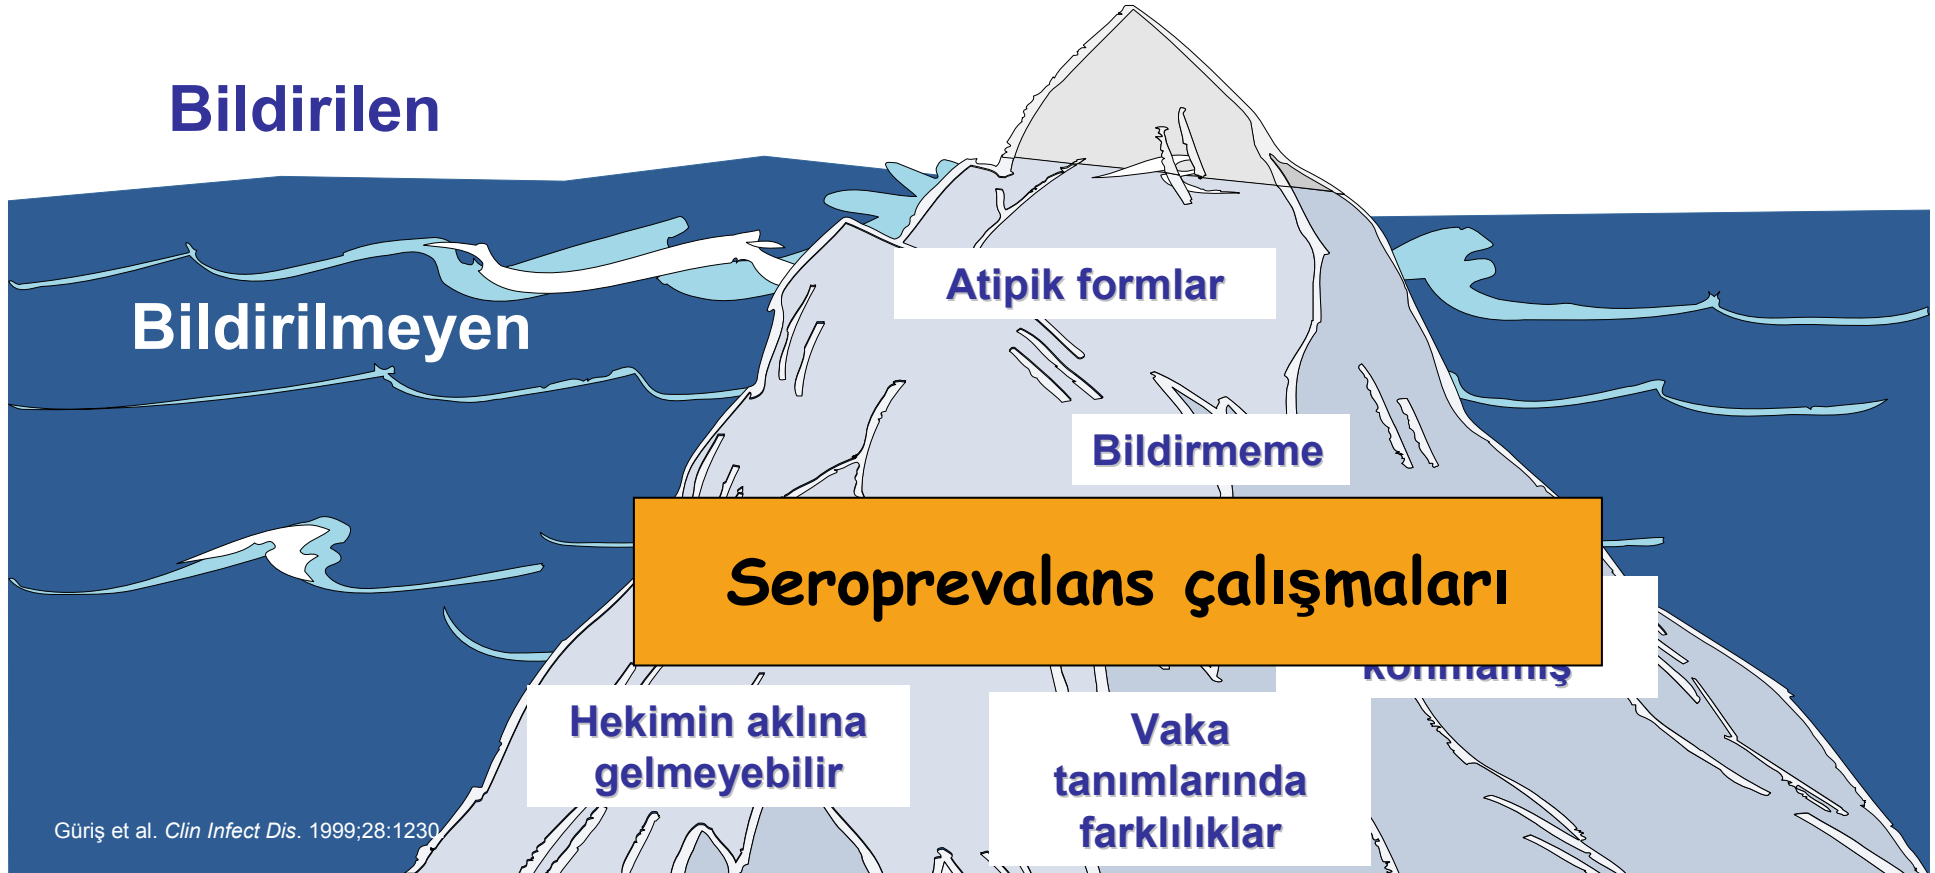 Bildirilen
Atipik formlar
Bildirilmeyen
Bildirmeme
Seroprevalans çalışmaları
Hekimin aklına
gelmeyebilir
Vaka
tanımlarında
farklılıklar
Güriş et al. Clin Infect Dis. 1999;28:1230